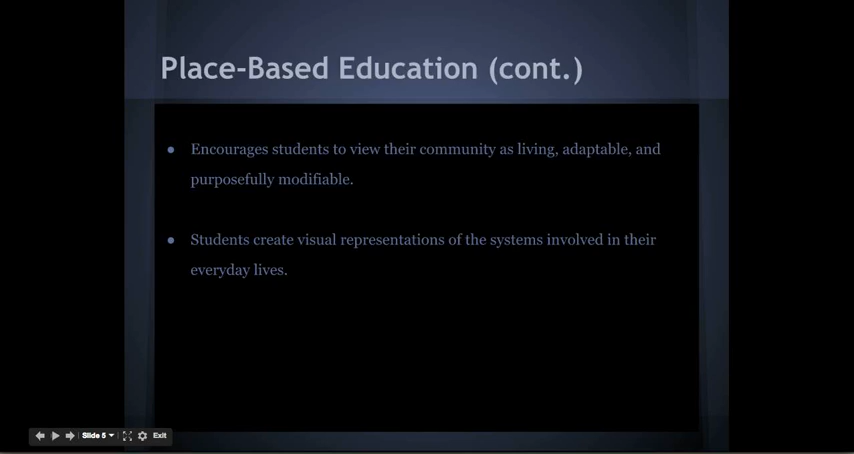 Place-Based Education (cont.)
● Encourages students to view their community as living, adaptable, and
purposefully modifiable.
● Students create visual representations of the systems involved in their
everyday lives.
Slide 5
Exit